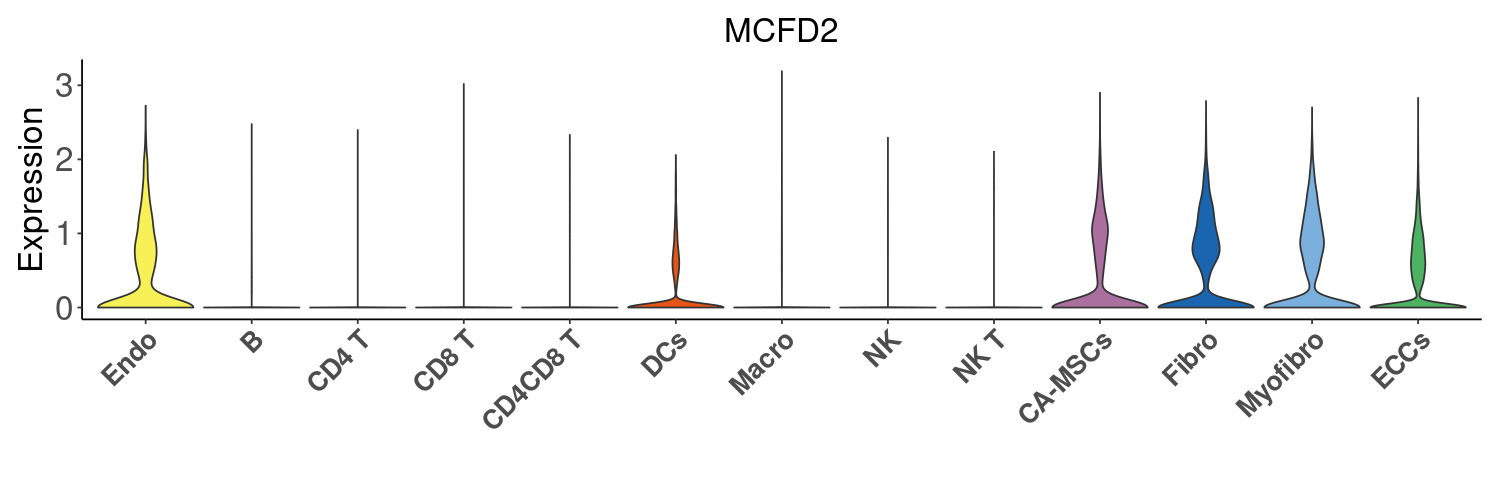 MCFD2
Expression
3
2
1
0
Endo
B
CD4 T
CD8 T
CD4CD8 T
DCs
Macro
NK
NK T
CA-MSCs
Fibro
Myofibro
ECCs